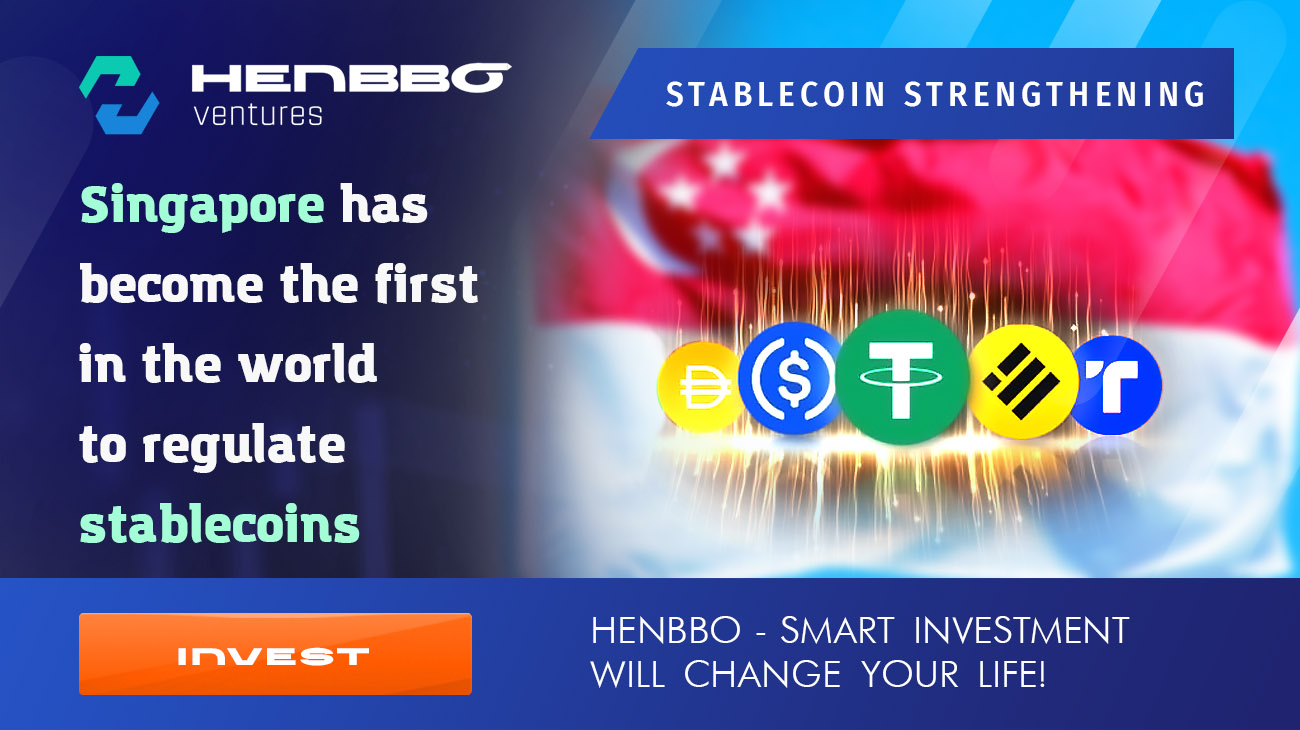 HENBBO
ventures
STABLECOIN STRENGTHENING
Singapore has
become the first
in the world
to regulate
stablecoins
INVEST
HENBBO - SMART INVESTMENT
WILL CHANGE YOUR LIFE!